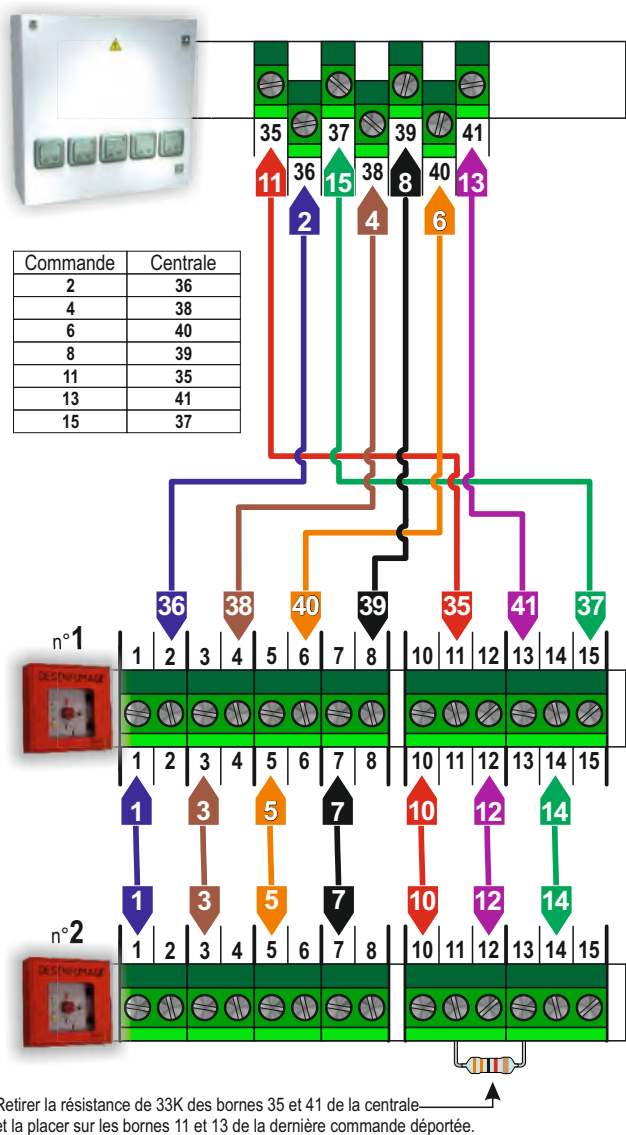 35 37 39 41
36 38 40
11 15 8 13
2 4 6
Commande Centrale
2 36
4 38
6 40
8 39
11 35
13 41
15 37
36 38 40 39 35 41 37
n°1
1 2 3 4 5 6 7 8 10 11 12 13 14 15
DESENFUMAGE
1 2 3 4 5 6 7 8 10 11 12 13 14 15
1 3 5 7 10 12 14
1 3 5 7 10 12 14
n°2
1 2 3 4 5 6 7 8 10 11 12 13 14 15
DESENFUMAGE
Retirer la résistance de 33K des bornes 35 et 41 de la centrale
et la placer sur les bornes 11 et 13 de la dernière commande déportée.